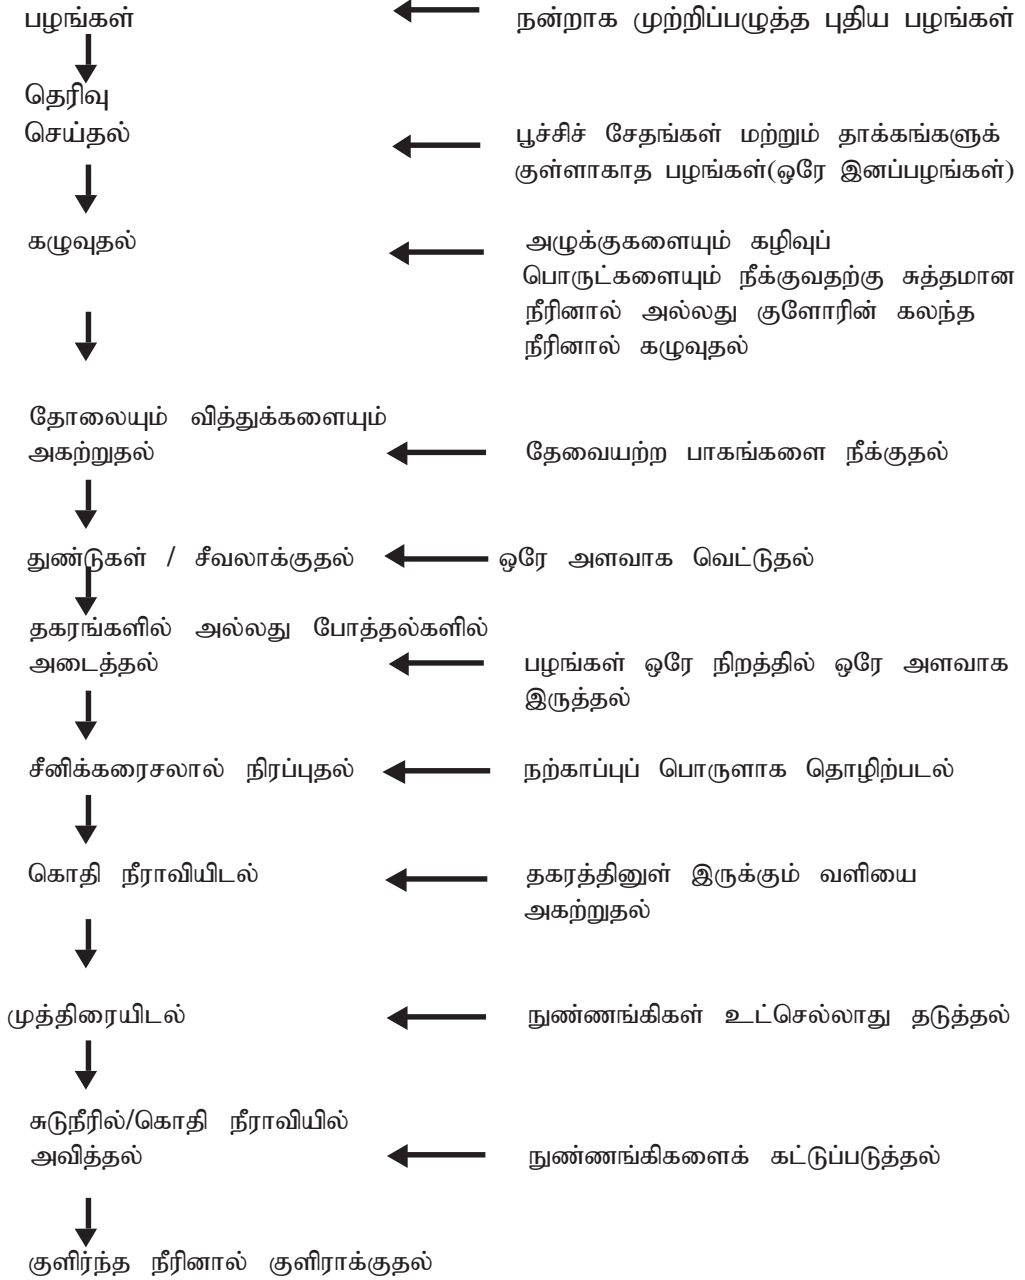 பழங்கள் நன்றாக முற்றிப்பழுத்த புதிய பழங்கள்
தெரிவு
செய்தல் பூச்சிச் சேதங்கள் மற்றும் தாக்கங்களுக்
குள்ளாகாத பழங்கள்(ஒரே இனப்பழங்கள்)
கழுவுதல் அழுக்குகளையும் கழிவுப்
பொருட்களையும் நீக்குவதற்கு சுத்தமான
நீரினால் அல்லது குளோரின் கலந்த
நீரினால் கழுவுதல்
தோலையும் வித்துக்களையும்
அகற்றுதல் தேவையற்ற பாகங்களை நீக்குதல்
துண்டுகள் / சீவலாக்குதல் ஒரே அளவாக வெட்டுதல்
தகரங்களில் அல்லது போத்தல்களில்
அடைத்தல் பழங்கள் ஒரே நிறத்தில் ஒரே அளவாக
இருத்தல்
சீனிக்கரைசலால் நிரப்புதல் நற்காப்புப் பொருளாக தொழிற்படல்
கொதி நீராவியிடல் தகரத்தினுள் இருக்கும் வளியை
அகற்றுதல்
முத்திரையிடல் நுண்ணங்கிகள் உட்செல்லாது தடுத்தல்
சுடுநீரில்/கொதி நீராவியில்
அவித்தல் நுண்ணங்கிகளைக் கட்டுப்படுத்தல்
குளிர்ந்த நீரினால் குளிராக்குதல்